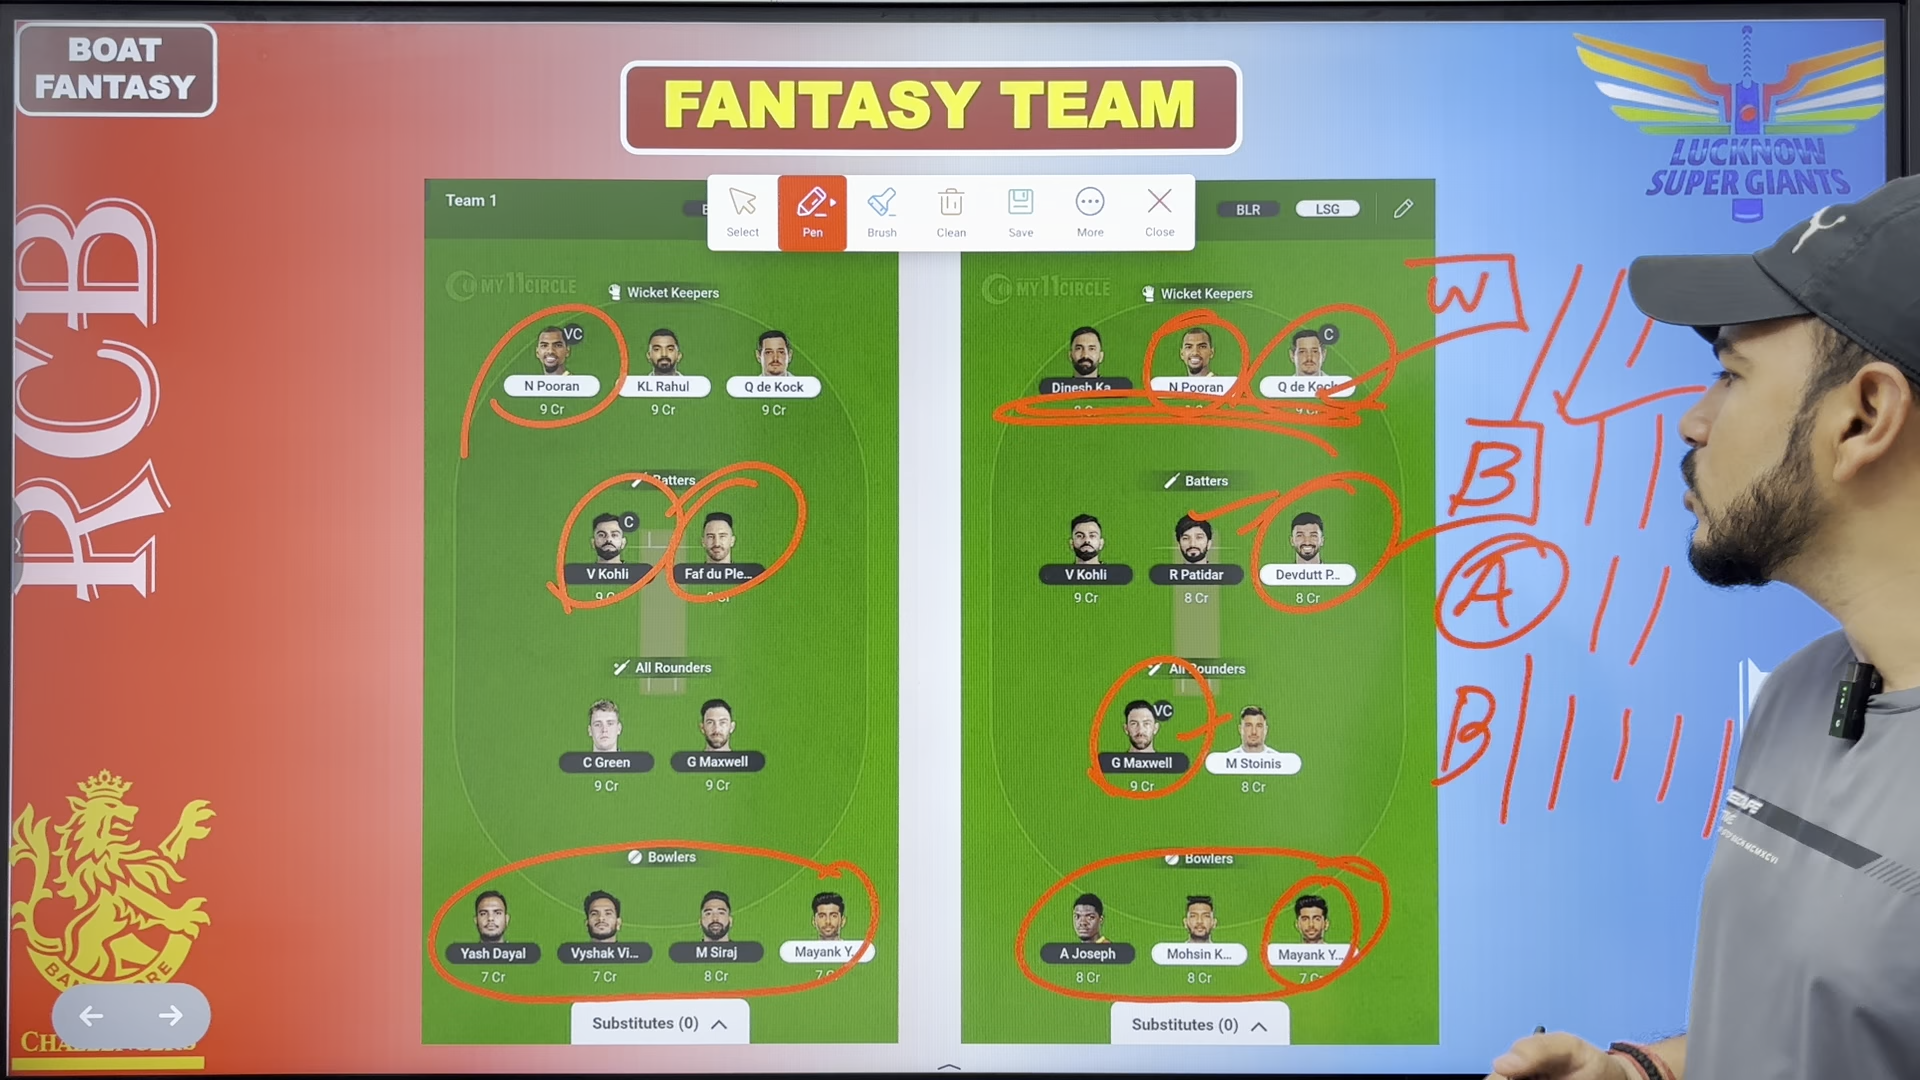 BOAT
FANTASY
FANTASY TEAM
LUCKNOW
SUPER GIANTS
RCB
Team 1
Select
Pen
Brush
Clean
Save
More
Close
BLR
LSG
MY11CIRCLE
Wicket Keepers
VC
N Pooran
KL Rahul
Q de Kock
9 Cr
9 Cr
9 Cr
Batters
C
V Kohli
Faf du Ple...
All Rounders
C Green
G Maxwell
9 Cr
9 Cr
Bowlers
Yash Dayal
Vyshak Vi...
M Siraj
Mayank Y...
7 Cr
7 Cr
8 Cr
Substitutes (0)
MY11CIRCLE
Wicket Keepers
C
Dinesh Ka...
N Pooran
Q de Kock
Batters
V Kohli
R Patidar
Devdutt P...
9 Cr
8 Cr
8 Cr
All Rounders
VC
G Maxwell
M Stoinis
9 Cr
8 Cr
Bowlers
A Joseph
Mohsin K...
Mayank Y...
8 Cr
8 Cr
7 Cr
Substitutes (0)
W
B
A
B